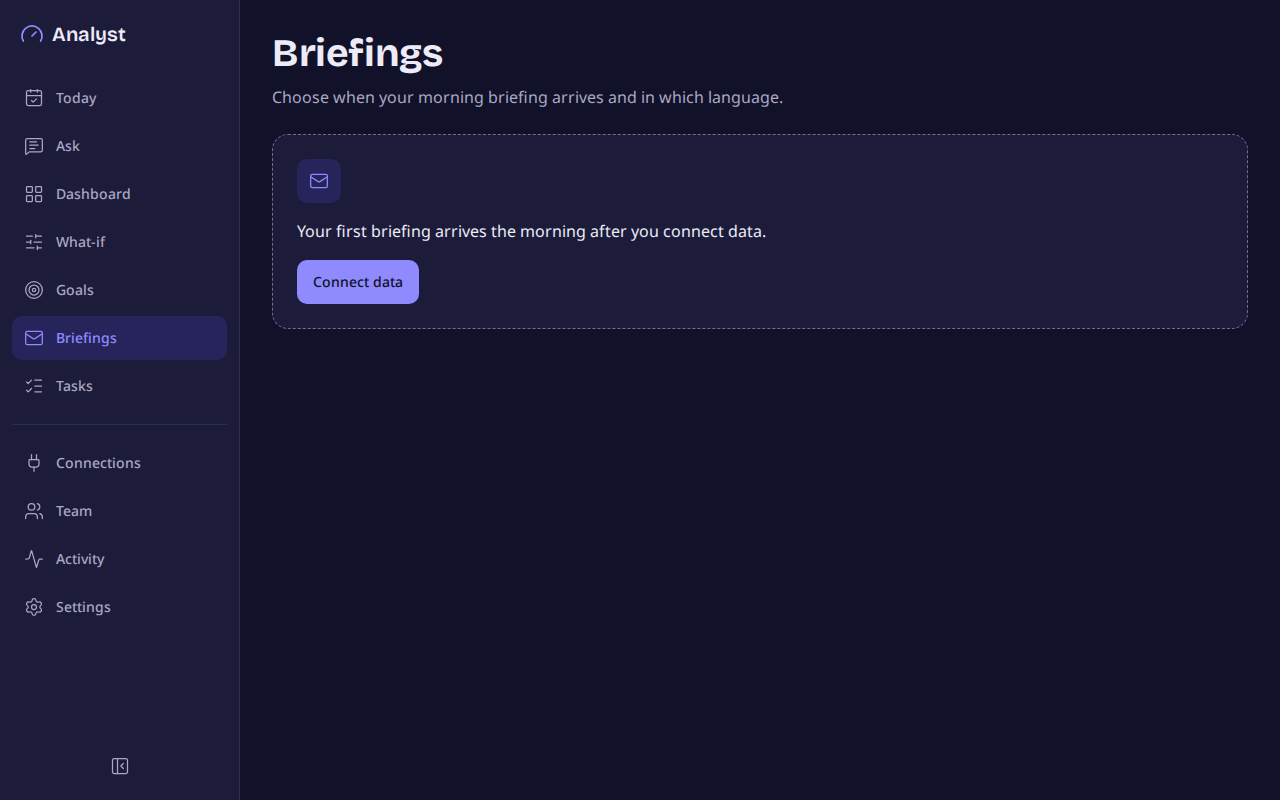 Analyst
Today
Ask
Dashboard
What-if
Goals
Briefings
Tasks
Connections
Team
Activity
Settings
Briefings
Choose when your morning briefing arrives and in which language.
Your first briefing arrives the morning after you connect data.
Connect data